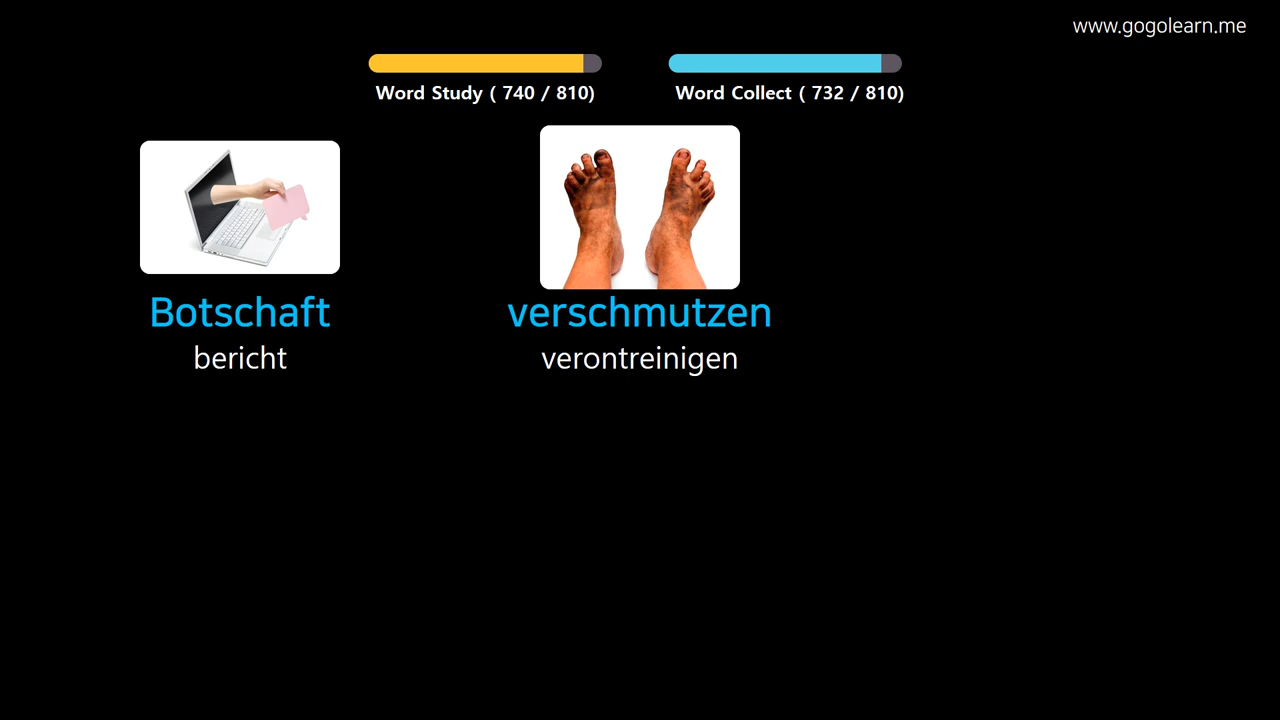 www.gogolearn.me
Word Study ( 740 / 810)
Word Collect ( 732 / 810)
Botschaft
bericht
verschmutzen
verontreinigen